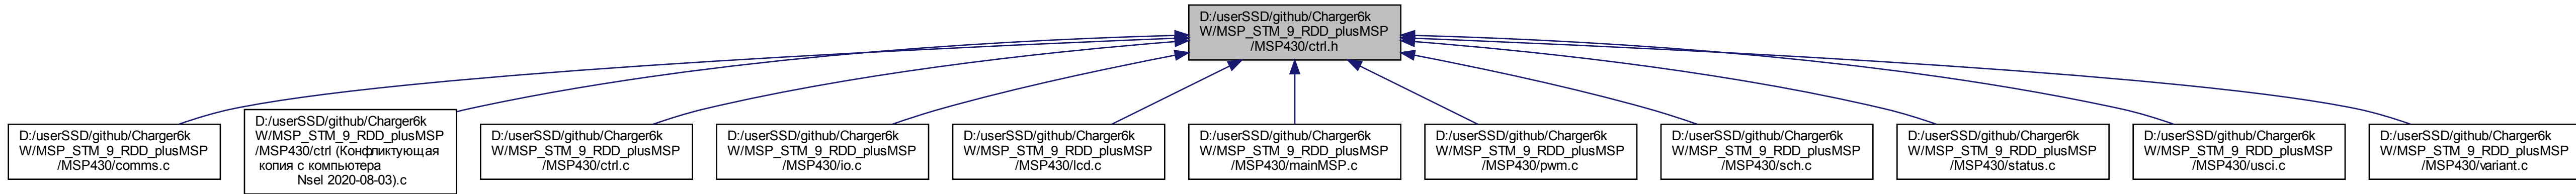 D:/userSSD/github/Charger6k
W/MSP_STM_9_RDD_plusMSP
/MSP430/ctrl.h
D:/userSSD/github/Charger6k
W/MSP_STM_9_RDD_plusMSP
/MSP430/comms.c
D:/userSSD/github/Charger6k
W/MSP_STM_9_RDD_plusMSP
/MSP430/ctrl (Конфликтующая
копия с компьютера
Nsel 2020-08-03).c
D:/userSSD/github/Charger6k
W/MSP_STM_9_RDD_plusMSP
/MSP430/ctrl.c
D:/userSSD/github/Charger6k
W/MSP_STM_9_RDD_plusMSP
/MSP430/io.c
D:/userSSD/github/Charger6k
W/MSP_STM_9_RDD_plusMSP
/MSP430/lcd.c
D:/userSSD/github/Charger6k
W/MSP_STM_9_RDD_plusMSP
/MSP430/mainMSP.c
D:/userSSD/github/Charger6k
W/MSP_STM_9_RDD_plusMSP
/MSP430/pwm.c
D:/userSSD/github/Charger6k
W/MSP_STM_9_RDD_plusMSP
/MSP430/sch.c
D:/userSSD/github/Charger6k
W/MSP_STM_9_RDD_plusMSP
/MSP430/status.c
D:/userSSD/github/Charger6k
W/MSP_STM_9_RDD_plusMSP
/MSP430/usci.c
D:/userSSD/github/Charger6k
W/MSP_STM_9_RDD_plusMSP
/MSP430/variant.c